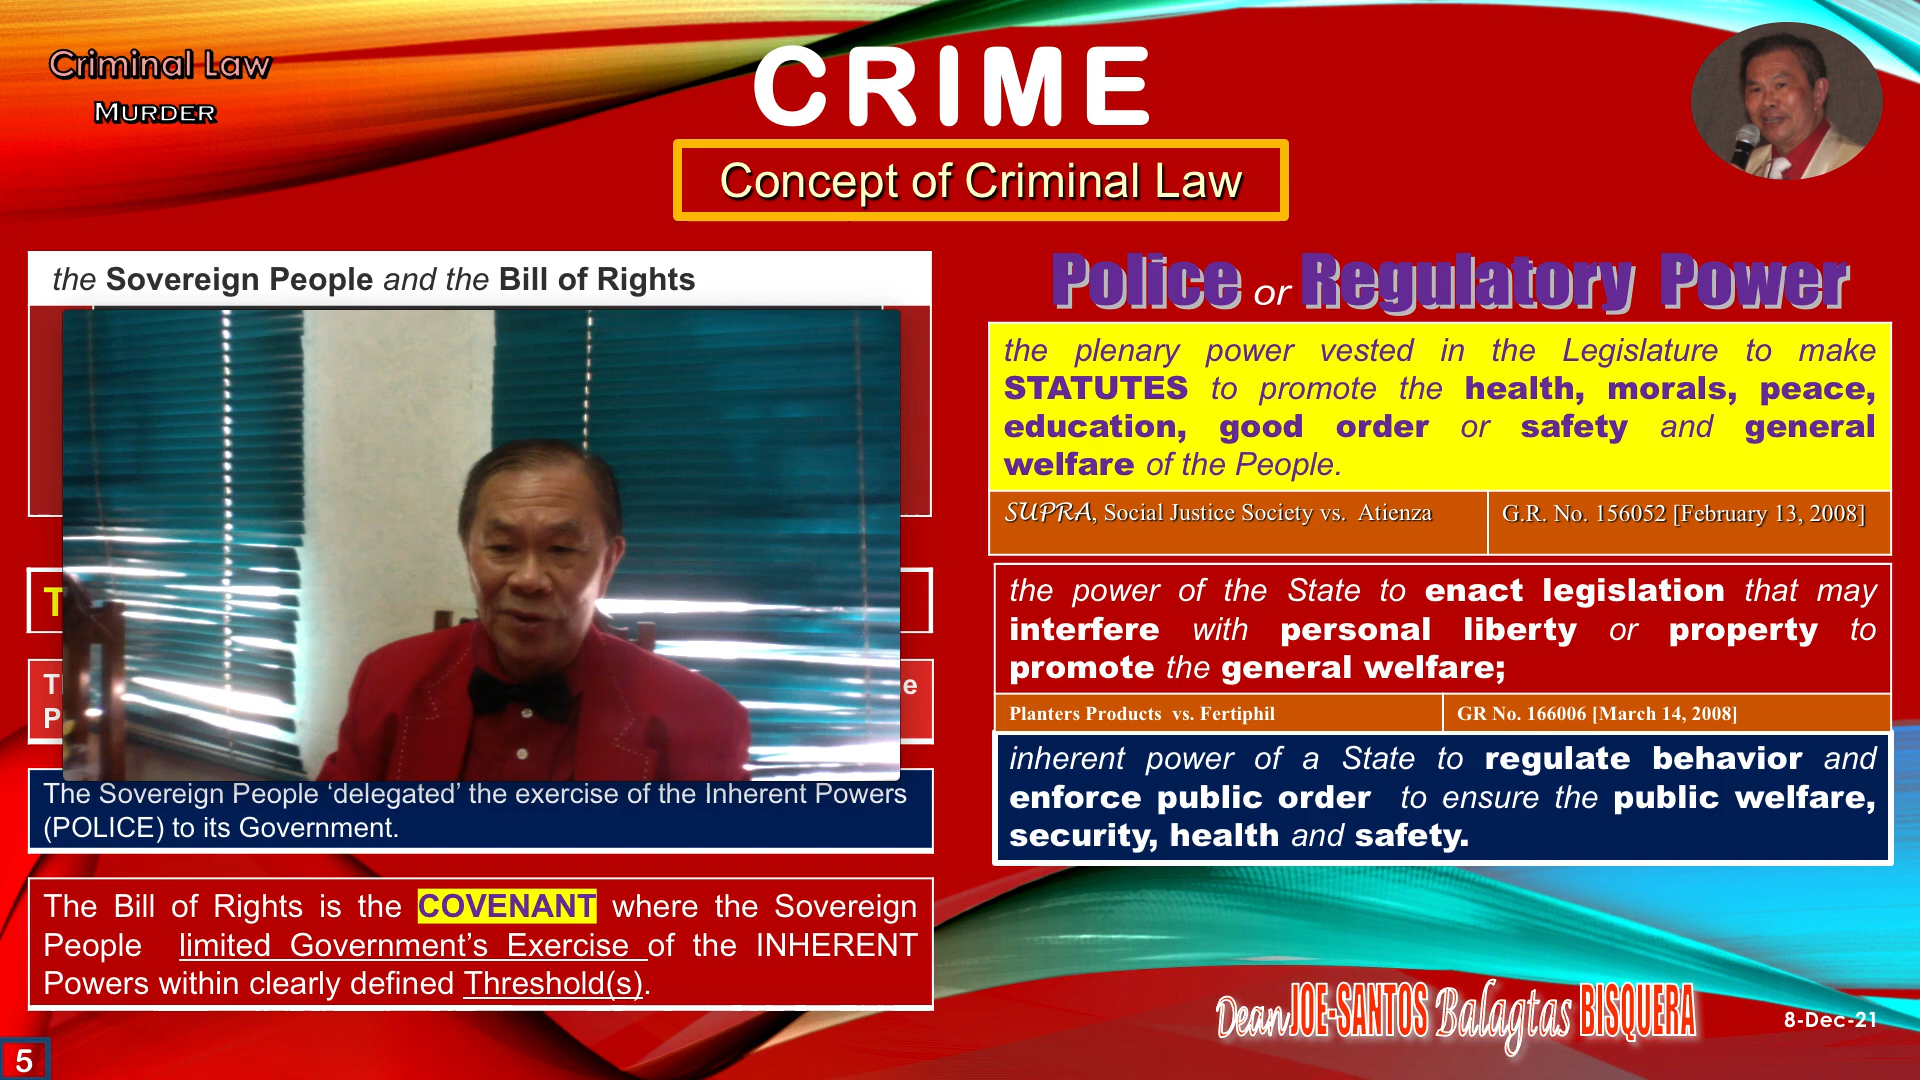 Criminal Law
MURDER
CRIME
Concept of Criminal Law
the Sovereign People and the Bill of Rights
The Sovereign People ‘delegated’ the exercise of the Inherent Powers
(POLICE) to its Government.
The Bill of Rights is the COVENANT where the Sovereign
People limited Government’s Exercise of the INHERENT
Powers within clearly defined Threshold(s).
5
Police or Regulatory Power
the plenary power vested in the Legislature to make
STATUTES to promote the health, morals, peace,
education, good order or safety and general
welfare of the People.
SUPRA, Social Justice Society vs. Atienza
G.R. No. 156052 [February 13, 2008]
the power of the State to enact legislation that may
interfere with personal liberty or property to
promote the general welfare;
Planters Products vs. Fertiphil
GR No. 166006 [March 14, 2008]
inherent power of a State to regulate behavior and
enforce public order to ensure the public welfare,
security, health and safety.
Dean JOE-SANTOS Balagtas BISQUERA
8-Dec-21